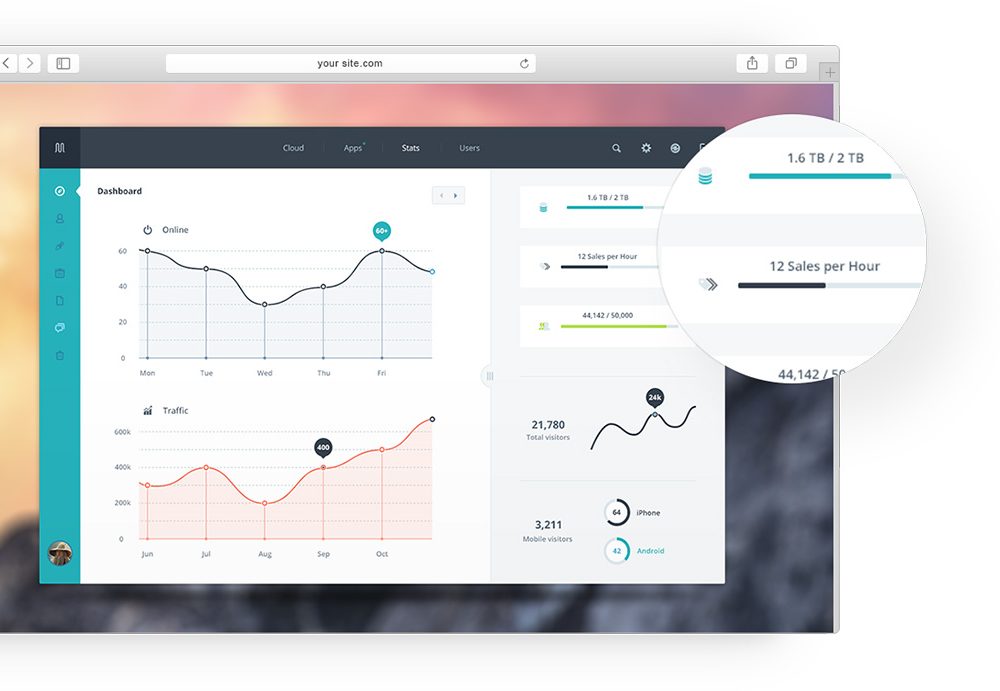 your site.com
Cloud
Apps
Stats
Users
Dashboard
Online
60+
60
40
20
0
Mon
Tue
Wed
Thu
Fri
Traffic
400
600k
400k
200k
0
Jun
Jul
Aug
Sep
Oct
1.6 TB / 2 TB
12 Sales per Hour
44,142 / 50,000
21,780
Total visitors
24k
3,211
Mobile visitors
64
iPhone
42
Android
1.6 TB / 2 TB
12 Sales per Hour
44,142 / 50